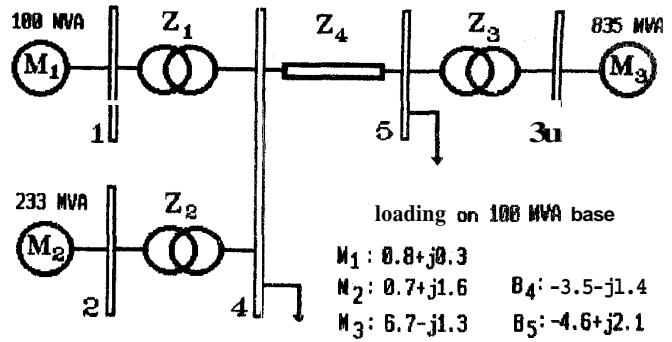 100 MVA
Z1
Z4
Z3
835 MVA
M1
M3
1
5
3u
233 MVA
Z2
M2
2
4
loading on 100 MVA base
M1: 0.8+j0.3
M2: 0.7+j1.6 B4: -3.5-j1.4
M3: 6.7-j1.3 B5: -4.6+j2.1